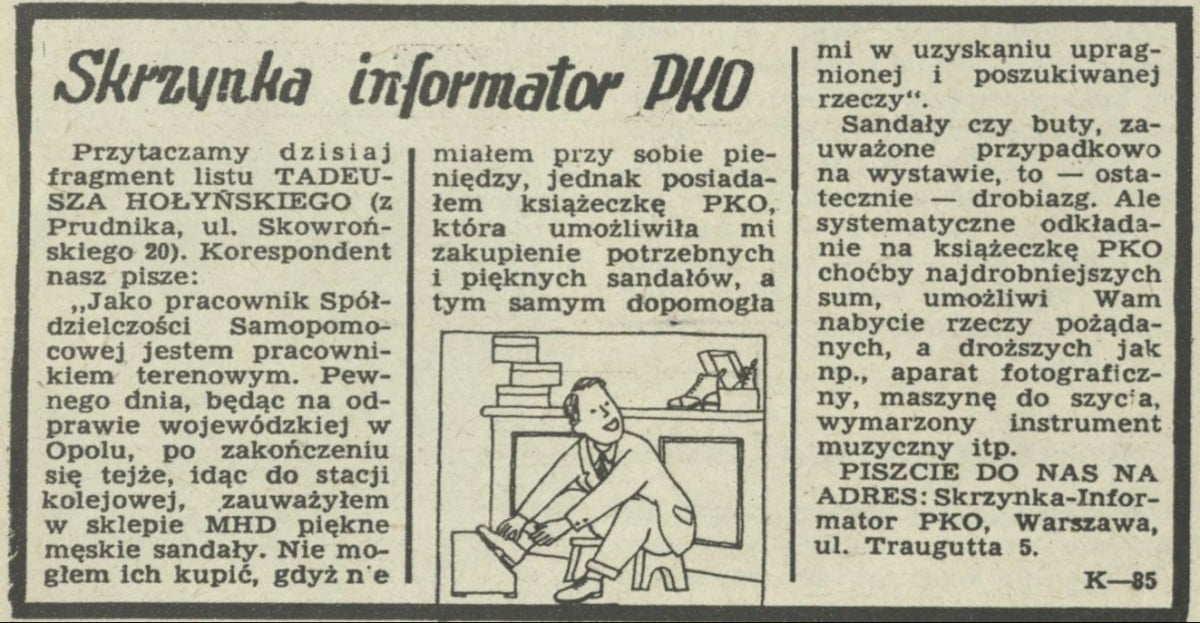 Skrzynka informator PKO
Przytaczamy dzisiaj
fragment listu TADEU-
SZA HOŁYŃSKIEGO (z
Prudnika, ul. Skowroń-
skiego 20). Korespondent
nasz pisze:
„Jako pracownik Spół-
dzielczości Samopomo-
cowej jestem pracowni-
kiem terenowym. Pew-
nego dnia, będąc na od-
prawie wojewódzkiej w
Opolu, po zakończeniu
się tejże, idąc do stacji
kolejowej, zauważyłem
w sklepie MHD piękne
męskie sandały. Nie mo-
głem ich kupić, gdyż nie
miałem przy sobie pie-
niędzy, jednak posiada-
łem książeczkę PKO,
która umożliwiła mi
zakupienie potrzebnych
i pięknych sandałów, a
tym samym dopomogła
mi w uzyskąniu uprag-
nionej i poszukiwanej
rzeczy“.
Sandały czy buty, za-
uważone przypadkowo
na wystawie, to — osta-
tecznie — drobiazg. Ale
systematyczne odkłada-
nie na książeczkę PKO
choćby najdrobniejszych
sum, umożliwi Wam
nabycie rzeczy pożąda-
nych, a droższych jak
np., aparat fotograficz-
ny, maszynę do szycia,
wymarzony instrument
muzyczny itp.
PISZCIE DO NAS NA
ADRES: Skrzynka-Infor-
mator PKO, Warszawa,
ul. Traugutta 5.
K—85